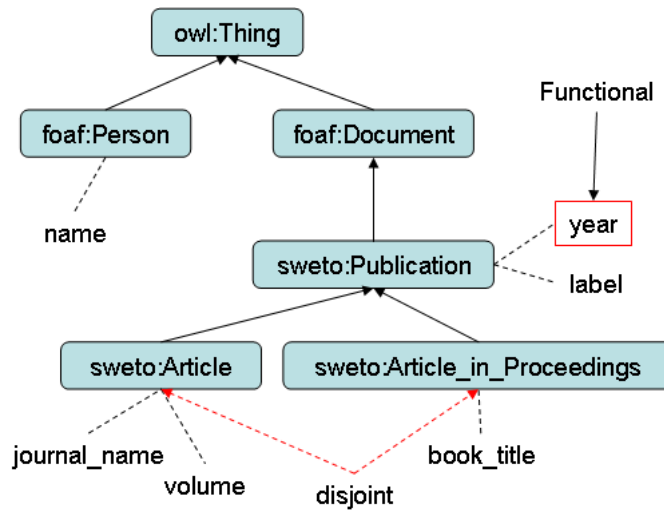 owl:Thing
Functional
foaf:Person
foaf:Document
name
year
sweto:Publication
label
sweto:Article
sweto:Article_in_Proceedings
journal_name
book_title
volume
disjoint